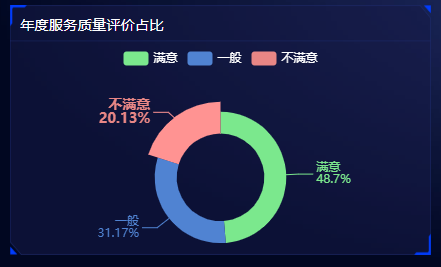 年度服务质量评价占比
满意 一般 不满意
不满意
20.13%
满意
48.7%
一般
31.17%